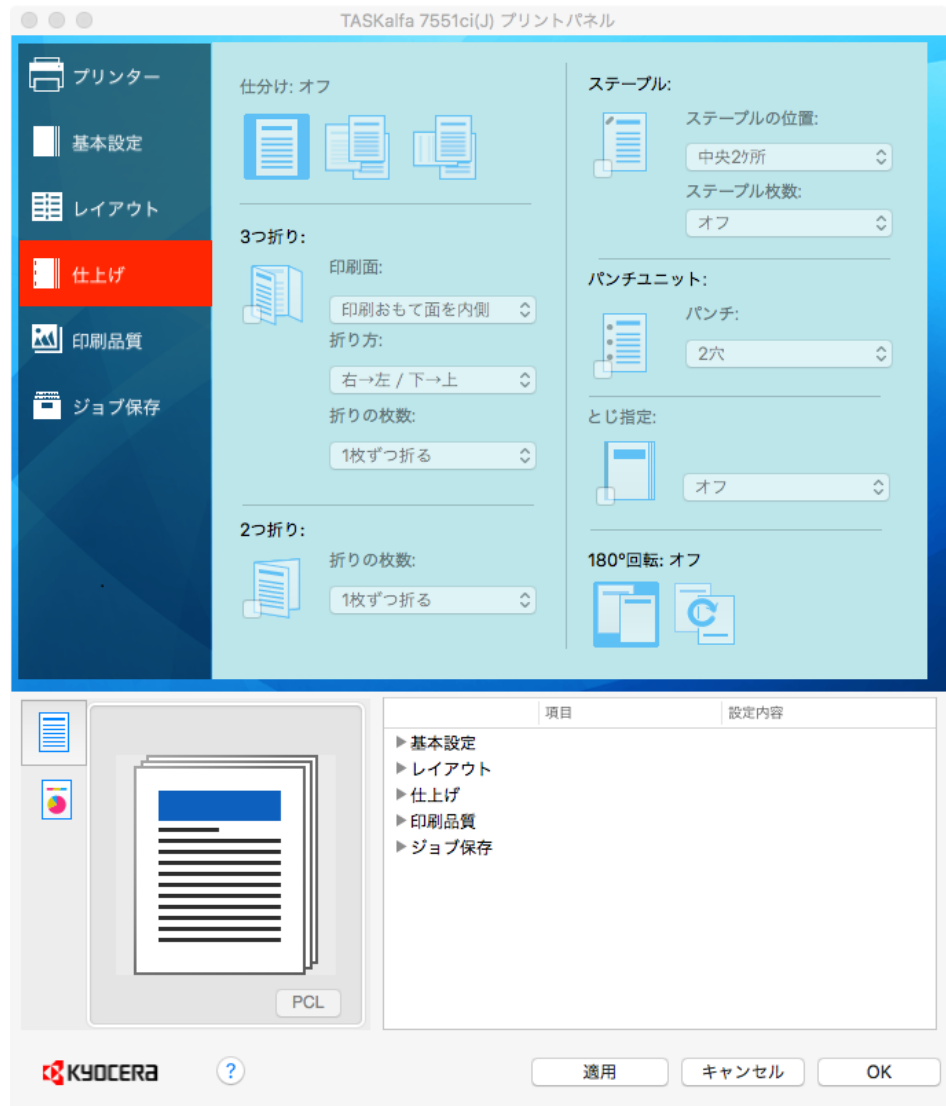 TASKalfa 7551ci(J) プリントパネル
プリンター
基本設定
レイアウト
仕上げ
印刷品質
ジョブ保存
仕分け: オフ
3つ折り:
印刷面:
印刷おもて面を内側
折り方:
右→左 / 下→上
折りの枚数:
1枚ずつ折る
2つ折り:
折りの枚数:
1枚ずつ折る
ステープル:
ステープルの位置:
中央2ケ所
ステープル枚数:
オフ
パンチユニット:
パンチ:
2穴
とじ指定:
オフ
180°回転: オフ
PCL
項目
設定内容
基本設定
レイアウト
仕上げ
印刷品質
ジョブ保存
KYOCERA
?
適用
キャンセル
OK